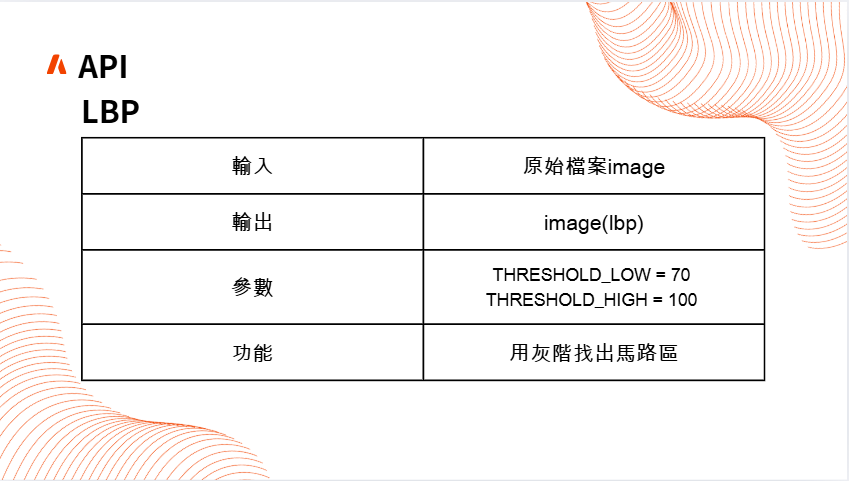 API
LBP
輸入
原始檔案image
輸出
image(lbp)
參數
THRESHOLD_LOW = 70
THRESHOLD_HIGH = 100
功能
用灰階找出馬路區